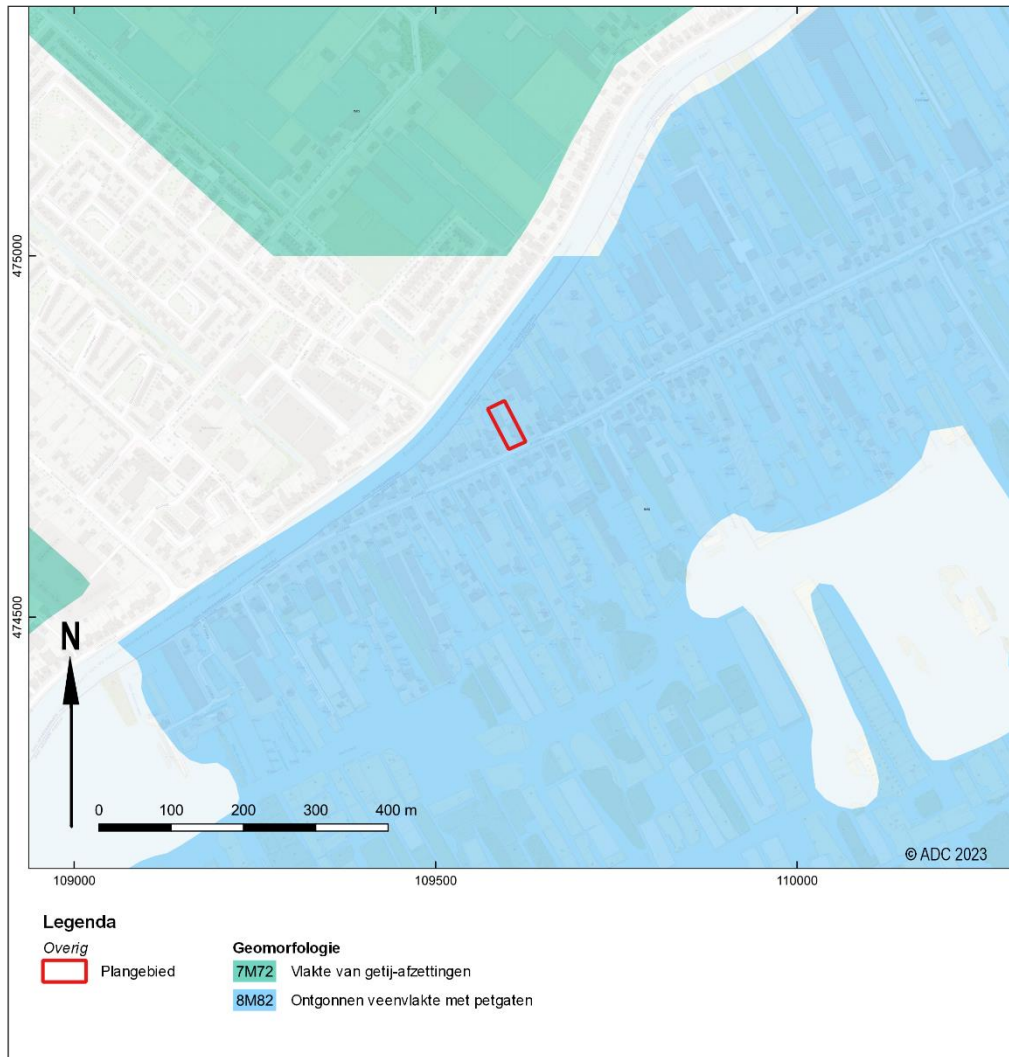 475000
474500
N
0 100 200 300 400 m
© ADC 2023
109000 109500 110000
Legenda
Overig
Plangebied
Geomorfologie
7M72 Vlakte van getij-afzettingen
8M82 Ontgonnen veenvlakte met petgaten